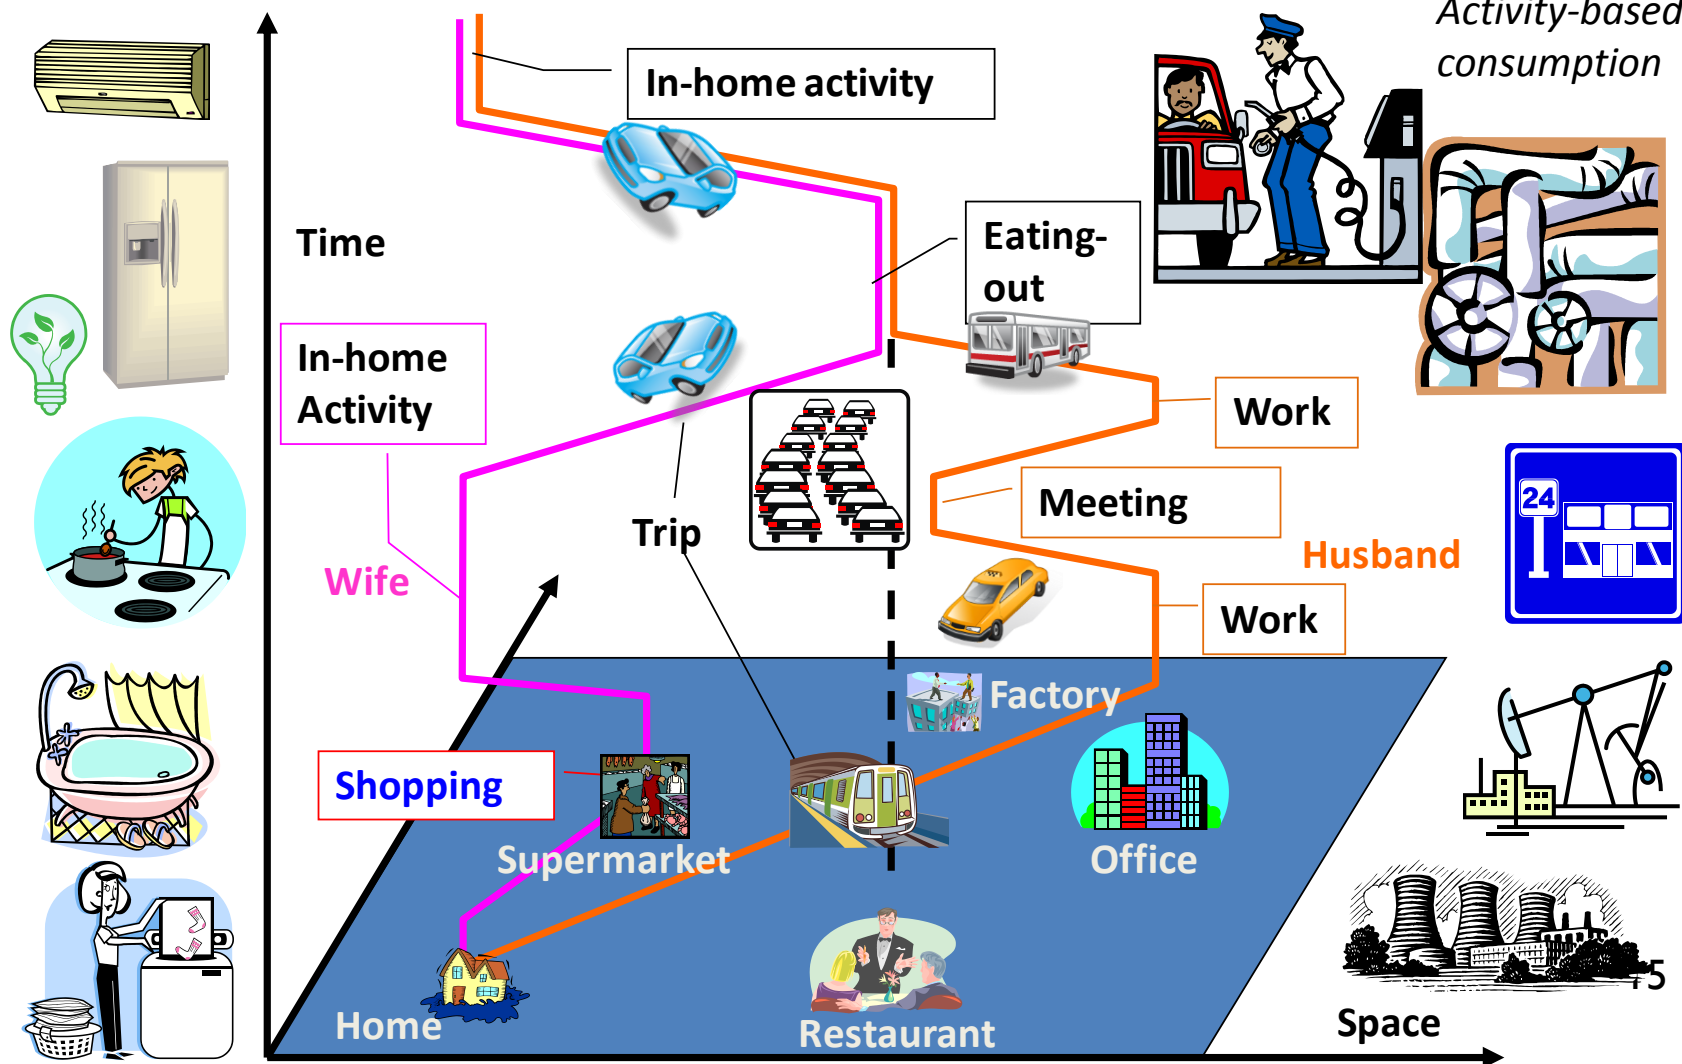 Activity-based
consumption
In-home activity
Time
Eating-
out
In-home
Activity
Work
24
Meeting
Trip
Husband
Wife
Work
Factory
Shopping
Supermarket
Office
Home
Restaurant
Space